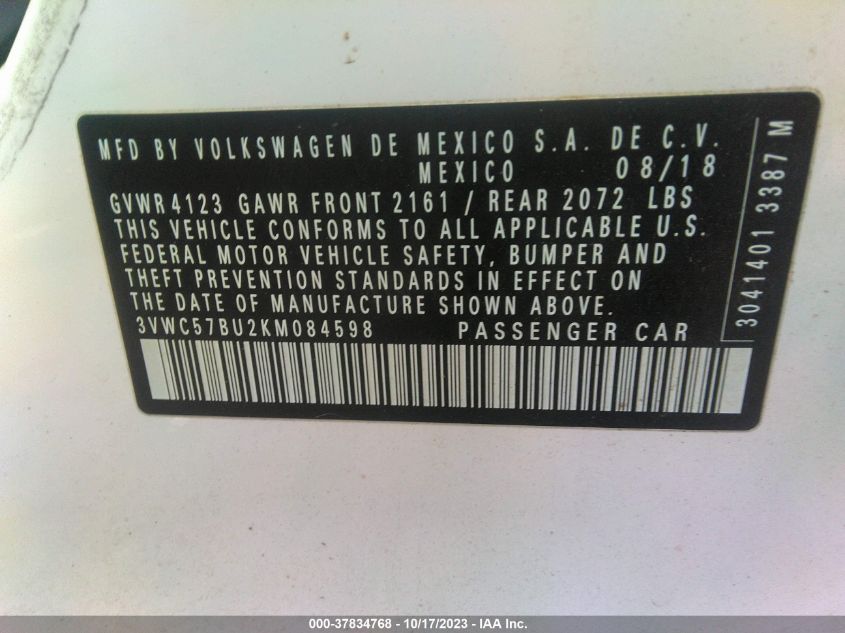 MFD BY VOLKSWAGEN DE MEXICO S.A. DE C.V.
MEXICO 08/18
GVWR 4123 GAWR FRONT 2161 / REAR 2072 LBS
THIS VEHICLE CONFORMS TO ALL APPLICABLE U.S.
FEDERAL MOTOR VEHICLE SAFETY, BUMPER AND
THEFT PREVENTION STANDARDS IN EFFECT ON
THE DATE OF MANUFACTURE SHOWN ABOVE.
3VWC57BU2KM084598 PASSENGER CAR
3041401 3387 M
000-37834768 - 10/17/2023 - IAA Inc.